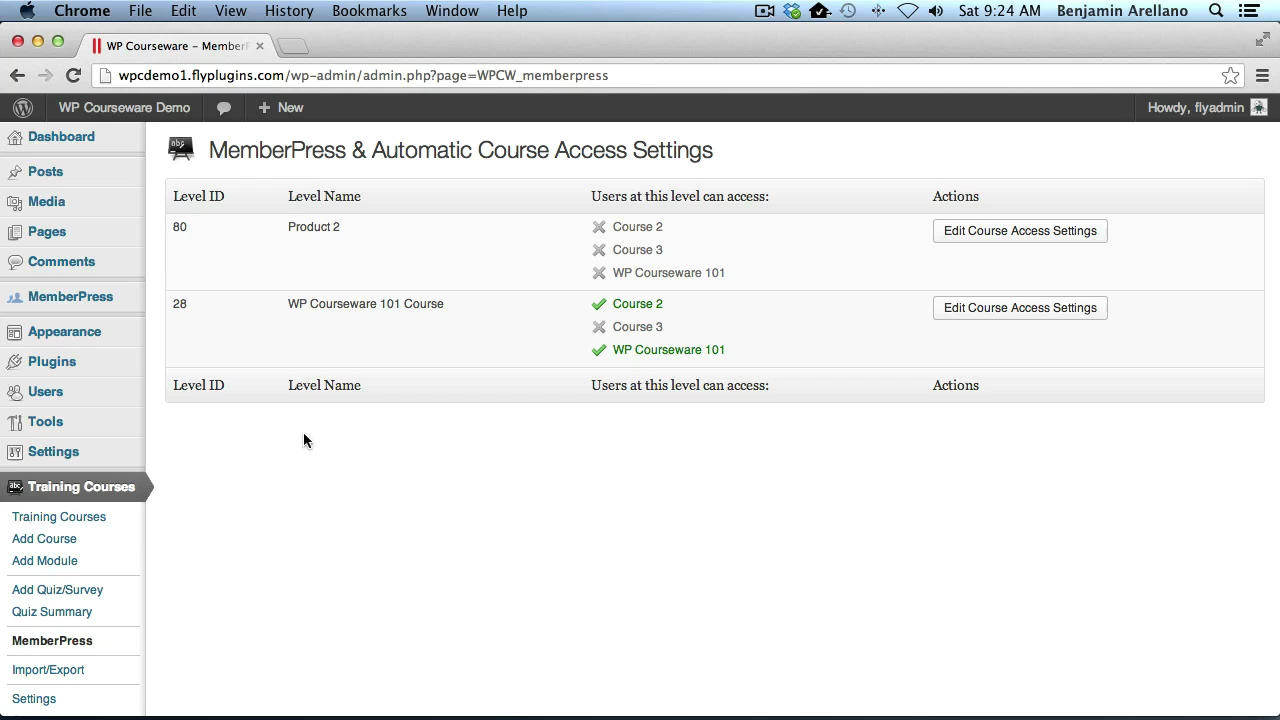 Chrome File Edit View History Bookmarks Window Help Sat 9:24 AM Benjamin Arellano
WP Courseware – MemberP
wpcdemo1.flyplugins.com/wp-admin/admin.php?page=WPCW_memberpress
WP Courseware Demo + New Howdy, flyadmin
Dashboard
Posts
Media
Pages
Comments
MemberPress
Appearance
Plugins
Users
Tools
Settings
abc Training Courses
Training Courses
Add Course
Add Module
Add Quiz/Survey
Quiz Summary
MemberPress
Import/Export
Settings
abc MemberPress & Automatic Course Access Settings
Level ID Level Name Users at this level can access: Actions
80 Product 2 Course 2 Edit Course Access Settings
Course 3
WP Courseware 101
28 WP Courseware 101 Course Course 2 Edit Course Access Settings
Course 3
WP Courseware 101
Level ID Level Name Users at this level can access: Actions